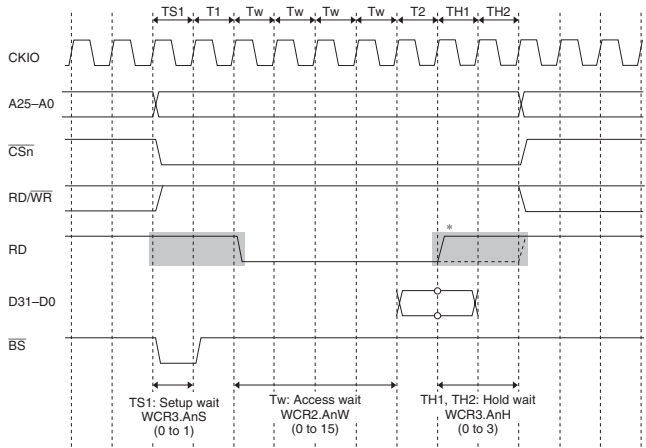 TS1 T1 Tw Tw Tw Tw T2 TH1 TH2
CKIO
A25–A0
CSn
RD/WR
*
RD
D31–D0
BS
TS1: Setup wait
WCR3.AnS
(0 to 1)
Tw: Access wait
WCR2.AnW
(0 to 15)
TH1, TH2: Hold wait
WCR3.AnH
(0 to 3)